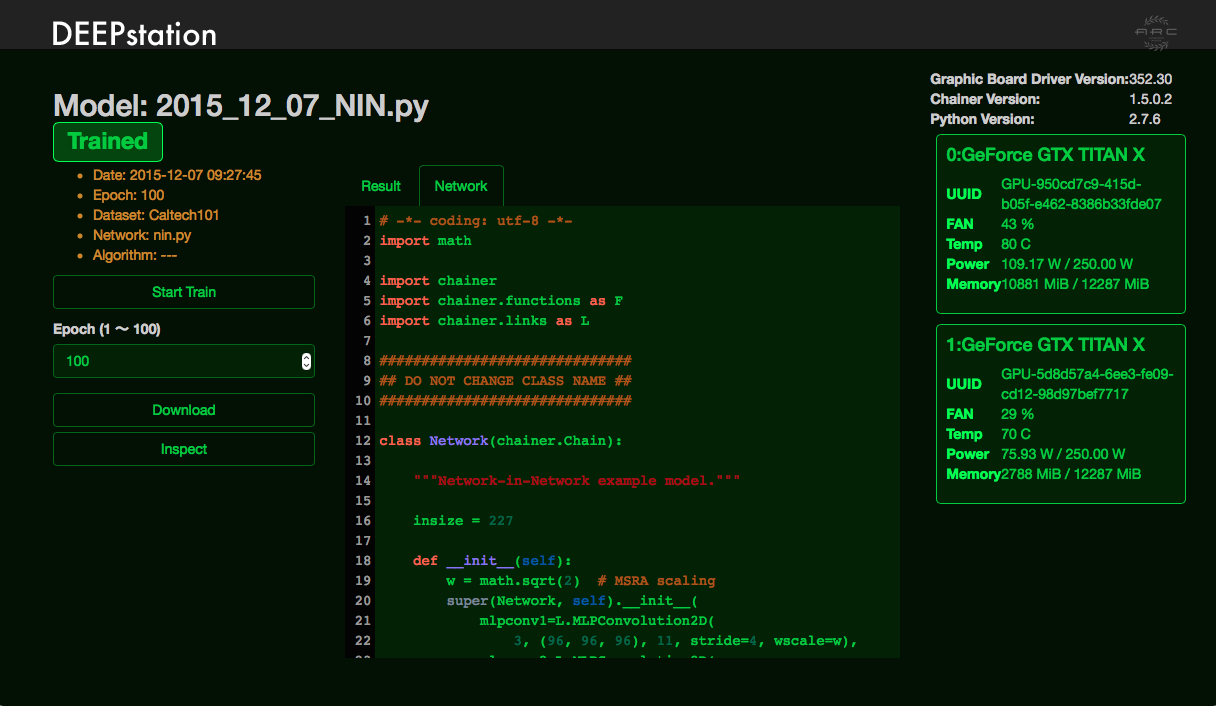 DEEPstation
ARC
Model: 2015_12_07_NIN.py
Trained
Date: 2015-12-07 09:27:45
Epoch: 100
Dataset: Caltech101
Network: nin.py
Algorithm: ---
Start Train
Epoch (1 〜 100)
100
Download
Inspect
Result
Network
1 # -*- coding: utf-8 -*-
2 import math
3
4 import chainer
5 import chainer.functions as F
6 import chainer.links as L
7
8 ##############################
9 ## DO NOT CHANGE CLASS NAME ##
10 ##############################
11
12 class Network(chainer.Chain):
13
14 """Network-in-Network example model."""
15
16 insize = 227
17
18 def __init__(self):
19 w = math.sqrt(2)  # MSRA scaling
20 super(Network, self).__init__(
21 mlpconv1=L.MLPConvolution2D(
22 3, (96, 96, 96), 11, stride=4, wscale=w),
Graphic Board Driver Version:352.30
Chainer Version: 1.5.0.2
Python Version: 2.7.6
0:GeForce GTX TITAN X
UUID GPU-950cd7c9-415d-
b05f-e462-8386b33fde07
FAN 43 %
Temp 80 C
Power 109.17 W / 250.00 W
Memory10881 MiB / 12287 MiB
1:GeForce GTX TITAN X
UUID GPU-5d8d57a4-6ee3-fe09-
cd12-98d97bef7717
FAN 29 %
Temp 70 C
Power 75.93 W / 250.00 W
Memory2788 MiB / 12287 MiB